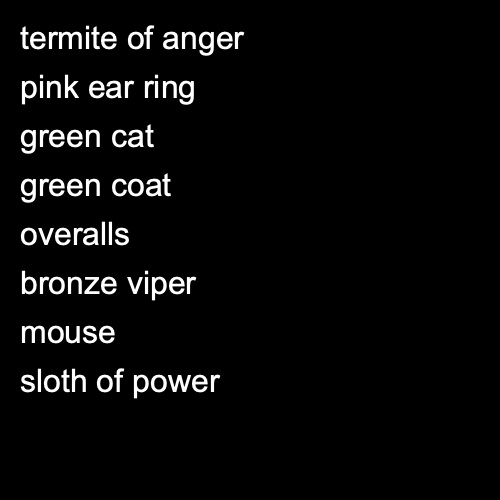 termite of anger
pink ear ring
green cat
green coat
overalls
bronze viper
mouse
sloth of power